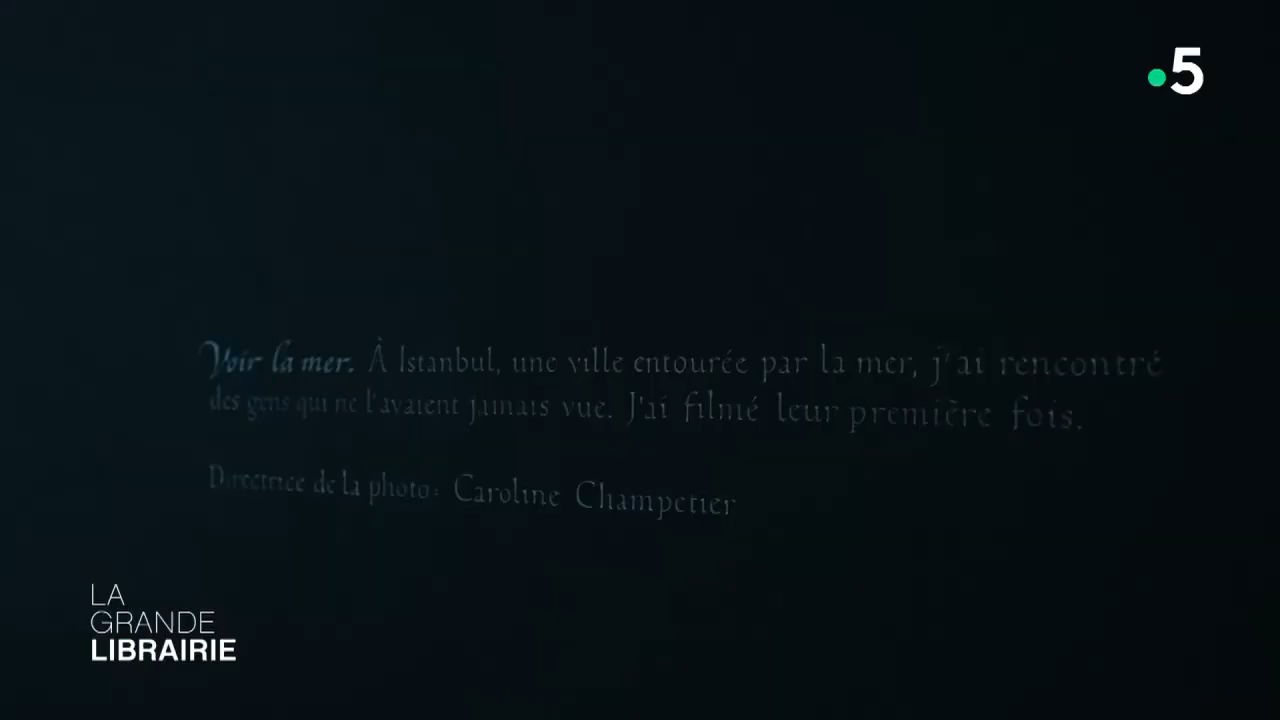 5
Voir la mer. À Istanbul, une ville entourée par la mer, j'ai rencontré
des gens qui ne l'avaient jamais vue. J'ai filmé leur première fois.
Directrice de la photo: Caroline Champetier
LA
GRANDE
LIBRAIRIE